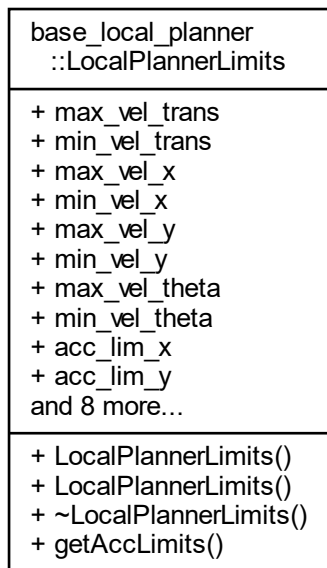 base_local_planner
::LocalPlannerLimits
+ max_vel_trans
+ min_vel_trans
+ max_vel_x
+ min_vel_x
+ max_vel_y
+ min_vel_y
+ max_vel_theta
+ min_vel_theta
+ acc_lim_x
+ acc_lim_y
and 8 more...
+ LocalPlannerLimits()
+ LocalPlannerLimits()
+ ~LocalPlannerLimits()
+ getAccLimits()